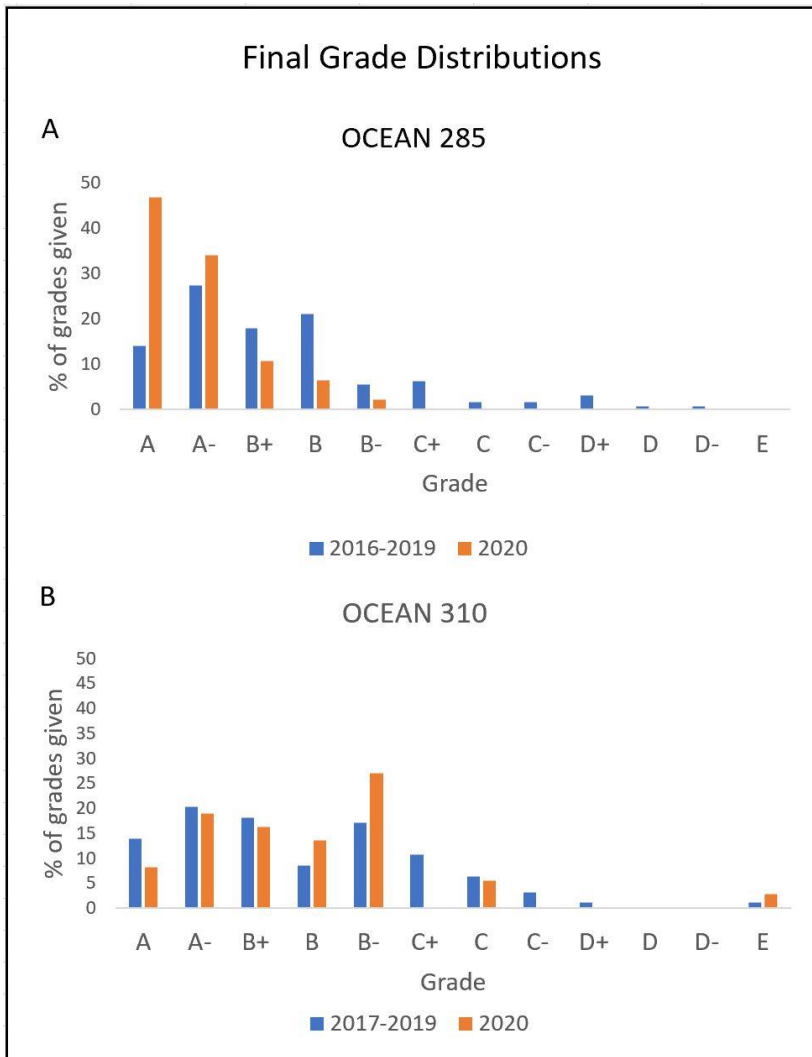 Final Grade Distributions
A
OCEAN 285
% of grades given
50
40
30
20
10
0
A A- B+ B B- C+ C C- D+ D D- E
Grade
2016-2019 2020
B
OCEAN 310
% of grades given
50
45
40
35
30
25
20
15
10
5
0
A A- B+ B B- C+ C C- D+ D D- E
Grade
2017-2019 2020